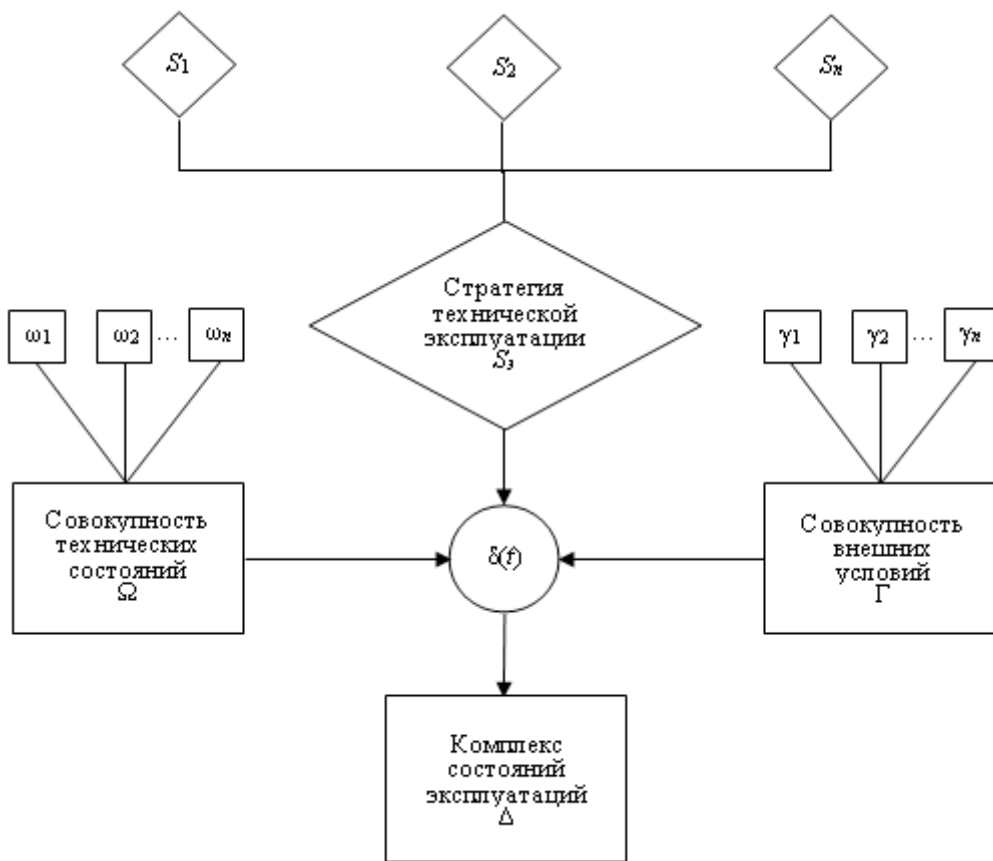 S1
S2
Sn
Стратегия
технической
эксплуатации
Sэ
ω1
ω2
...
ωn
γ1
γ2
...
γn
Совокупность
технических
состояний
Ω
δ(t)
Совокупность
внешних
условий
Γ
Комплекс
состояний
эксплуатаций
Δ